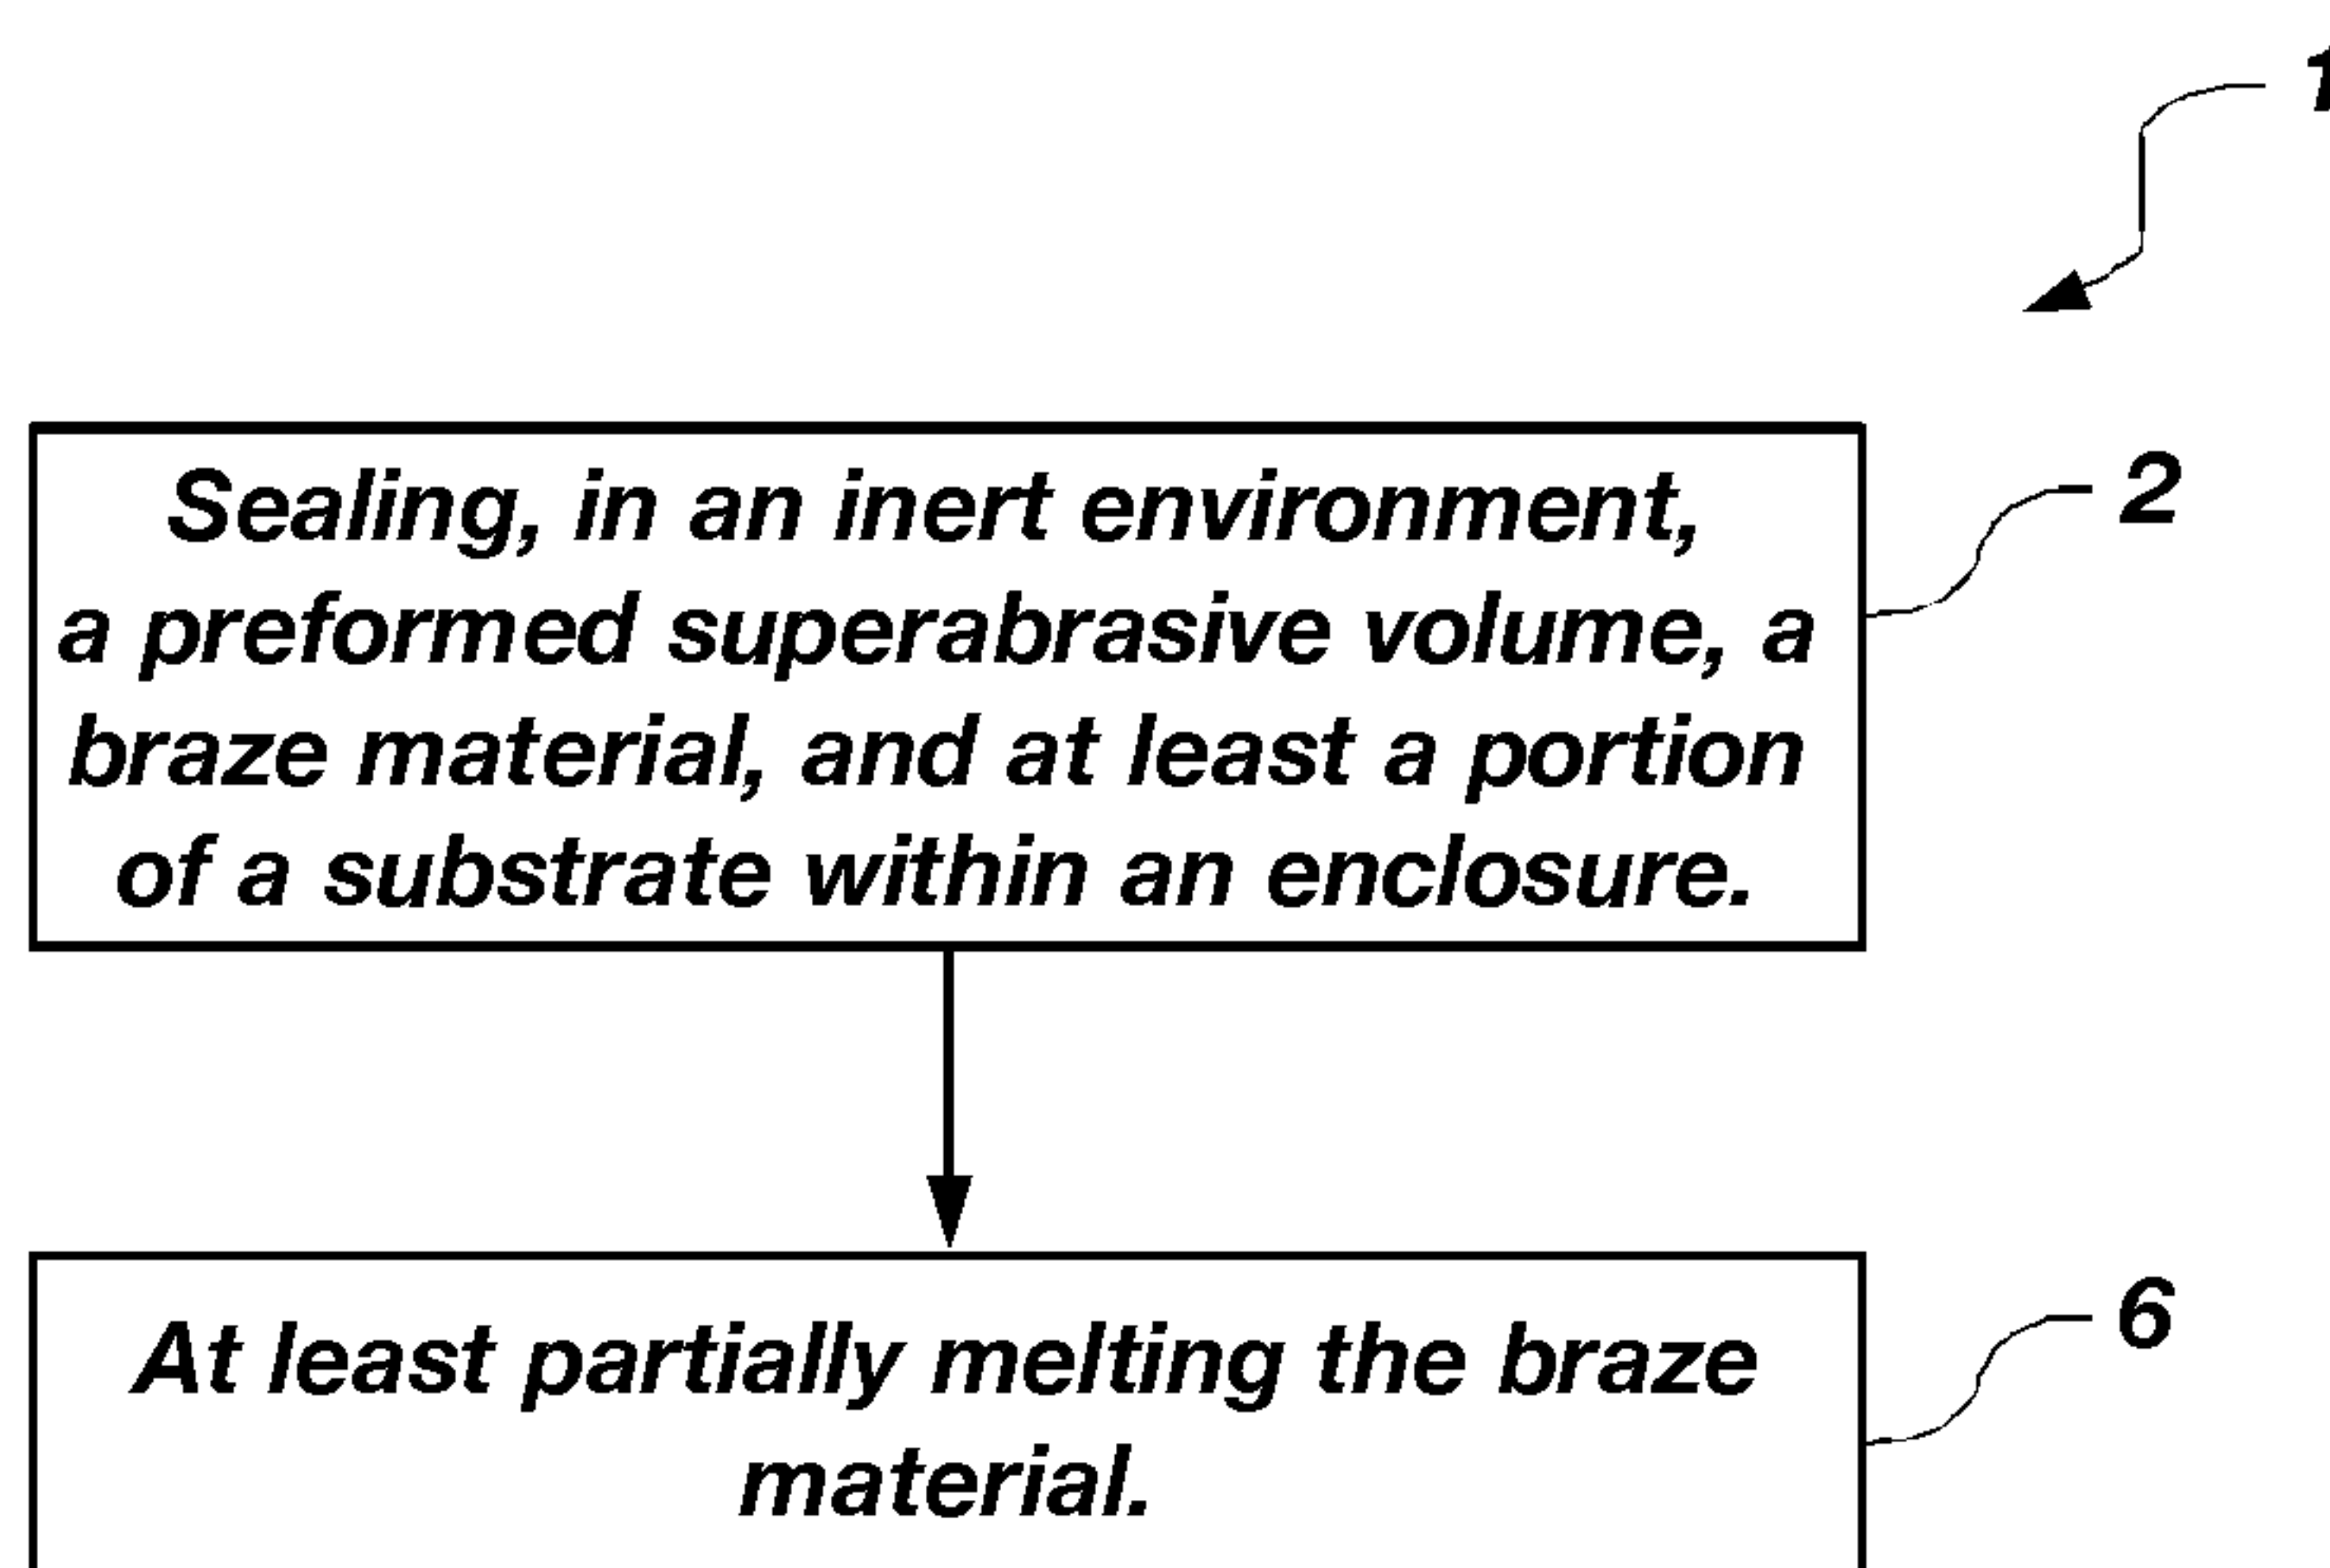 1
Sealing, in an inert environment,
2
a preformed superabrasive volume, a
braze material, and at least a portion
of a substrate within an enclosure.
6
At least partially melting the braze
material.